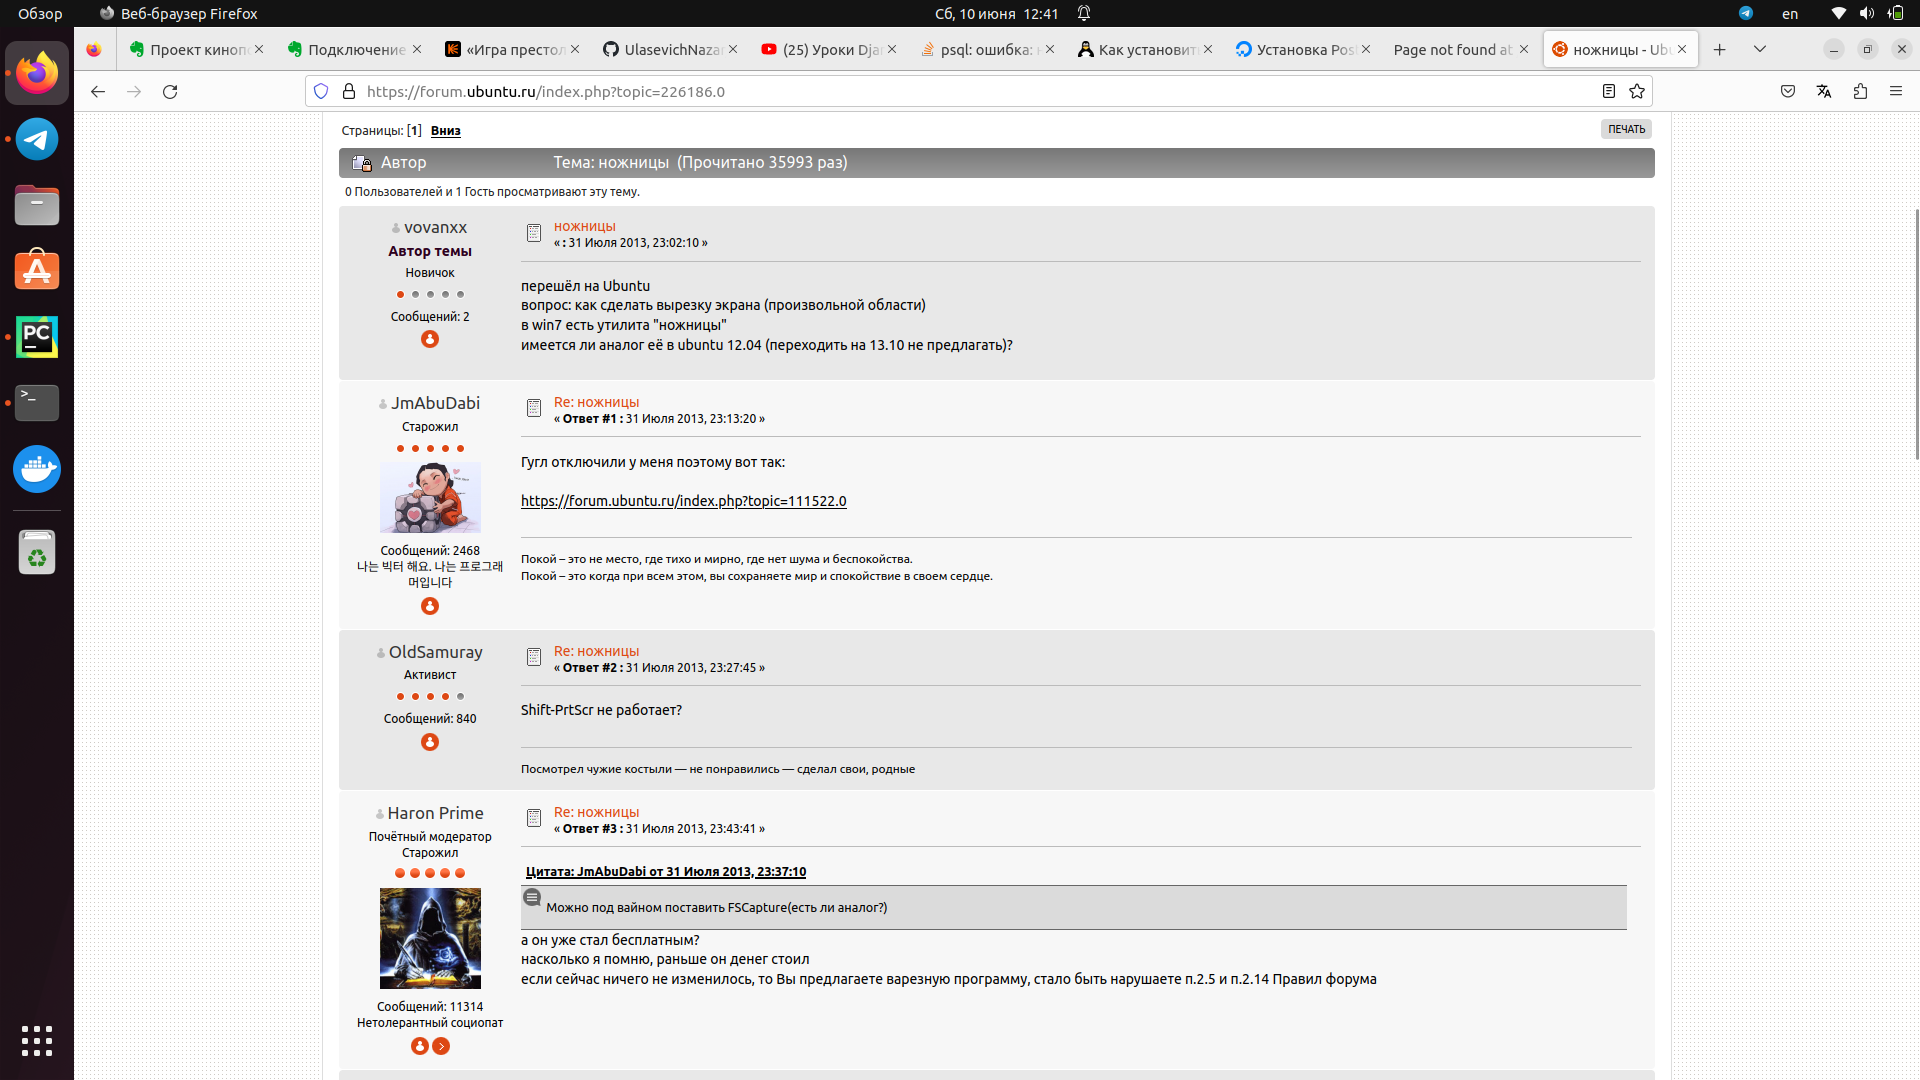 Обзор
Веб-браузер Firefox
Сб, 10 июня 12:41
en
Проект киноп
Подключение
«Игра престол
UlasevichNazar
(25) Уроки Djan
psql: ошибка:
Как установить
Установка Pos
Page not found at
ножницы - Ubu
https://forum.ubuntu.ru/index.php?topic=226186.0
Страницы: [1] Вниз
ПЕЧАТЬ
Автор
Тема: ножницы (Прочитано 35993 раз)
0 Пользователей и 1 Гость просматривают эту тему.
vovanxx
Автор темы
Новичок
Сообщений: 2
ножницы
« : 31 Июля 2013, 23:02:10 »
перешёл на Ubuntu
вопрос: как сделать вырезку экрана (произвольной области)
в win7 есть утилита "ножницы"
имеется ли аналог её в ubuntu 12.04 (переходить на 13.10 не предлагать)?
JmAbuDabi
Старожил
Сообщений: 2468
나는 빅터 해요. 나는 프로그래
머입니다
Re: ножницы
« Ответ #1 : 31 Июля 2013, 23:13:20 »
Гугл отключили у меня поэтому вот так:
https://forum.ubuntu.ru/index.php?topic=111522.0
Покой – это не место, где тихо и мирно, где нет шума и беспокойства.
Покой – это когда при всем этом, вы сохраняете мир и спокойствие в своем сердце.
OldSamuray
Активист
Сообщений: 840
Re: ножницы
« Ответ #2 : 31 Июля 2013, 23:27:45 »
Shift-PrtScr не работает?
Посмотрел чужие костыли — не понравились — сделал свои, родные
Haron Prime
Почётный модератор
Старожил
Сообщений: 11314
Нетолерантный социопат
Re: ножницы
« Ответ #3 : 31 Июля 2013, 23:43:41 »
Цитата: JmAbuDabi от 31 Июля 2013, 23:37:10
Можно под вайном поставить FSCapture(есть ли аналог?)
а он уже стал бесплатным?
насколько я помню, раньше он денег стоил
если сейчас ничего не изменилось, то Вы предлагаете варезную программу, стало быть нарушаете п.2.5 и п.2.14 Правил форума